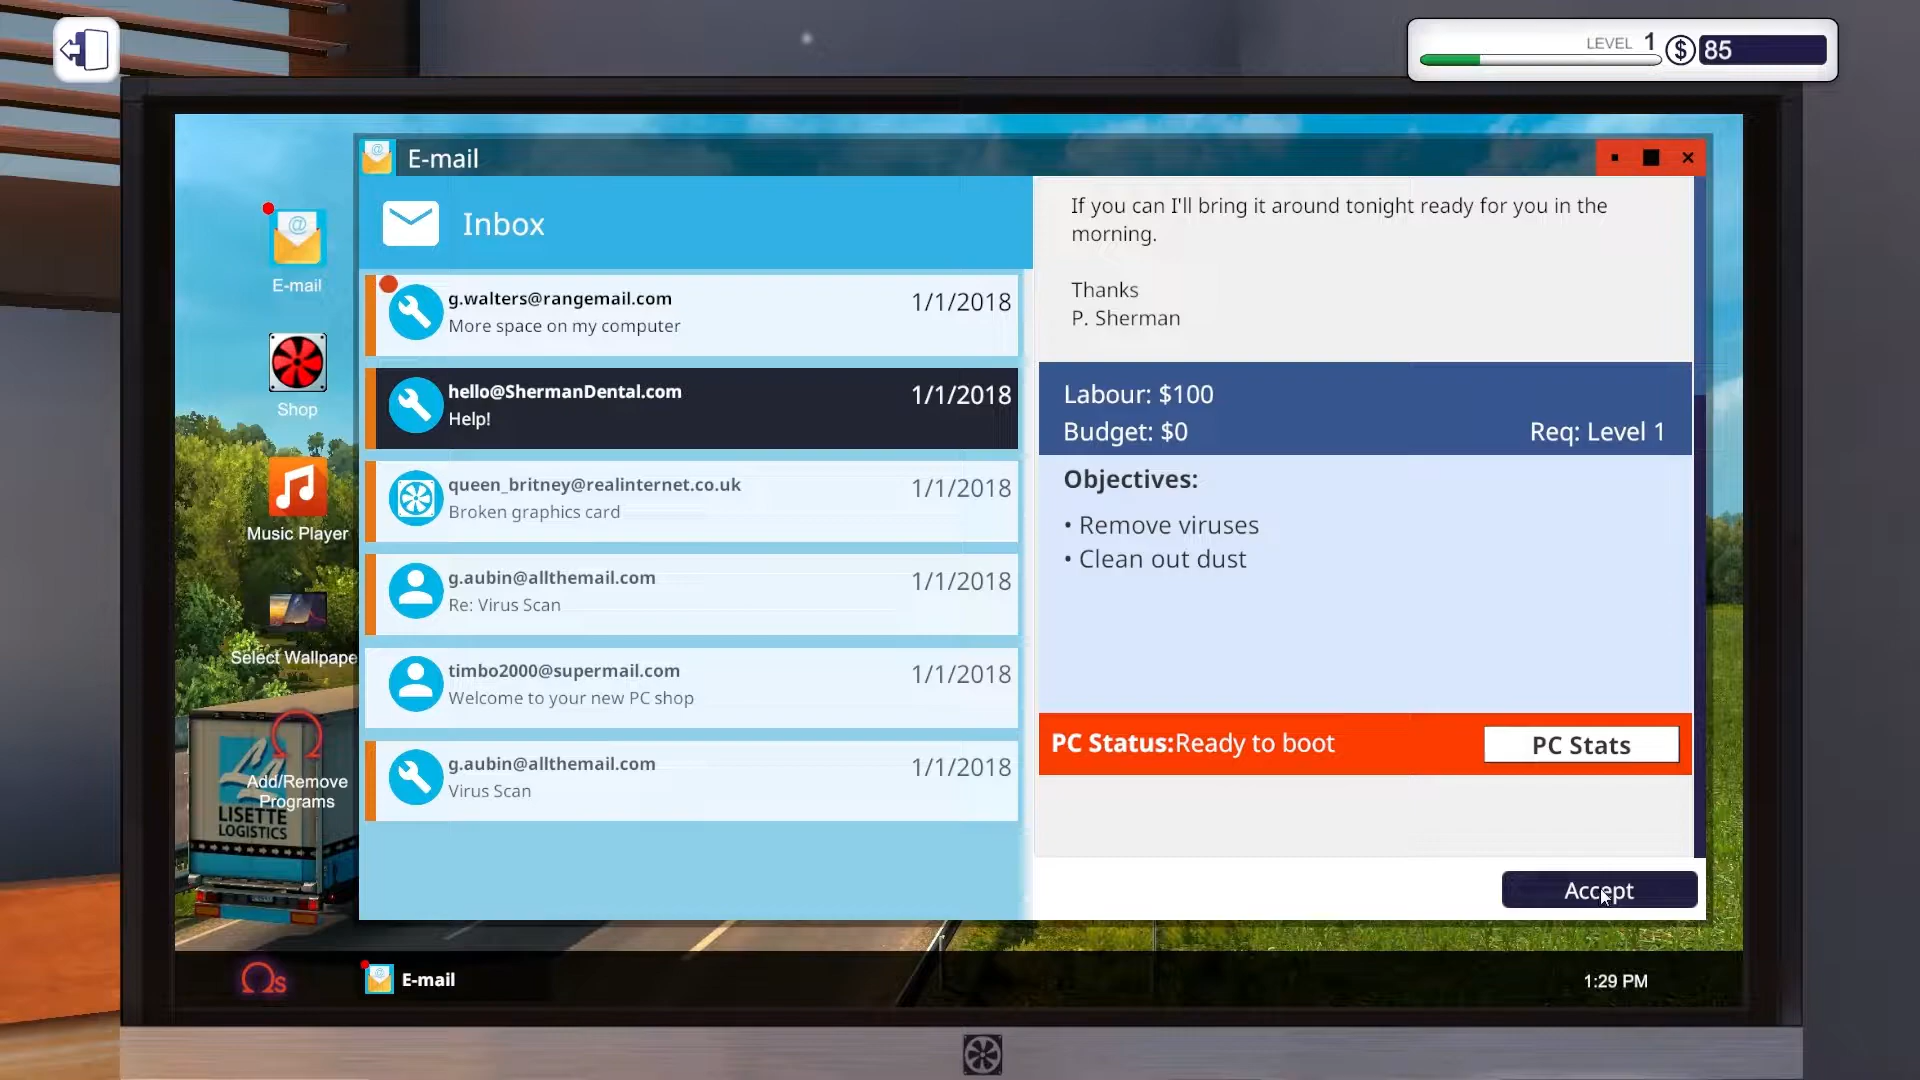 LEVEL 1
$ 85
E-mail
Inbox
g.walters@rangemail.com
1/1/2018
More space on my computer
hello@ShermanDental.com
1/1/2018
Help!
queen_britney@realinternet.co.uk
1/1/2018
Broken graphics card
g.aubin@allthemail.com
1/1/2018
Re: Virus Scan
timbo2000@supermail.com
1/1/2018
Welcome to your new PC shop
g.aubin@allthemail.com
1/1/2018
Virus Scan
If you can I'll bring it around tonight ready for you in the
morning.
Thanks
P. Sherman
Labour: $100
Budget: $0
Req: Level 1
Objectives:
• Remove viruses
• Clean out dust
PC Status:Ready to boot
PC Stats
Accept
E-mail
Shop
Music Player
Select Wallpape
Add/Remove
Programs
LISETTE
LOGISTICS
Ωs
E-mail
1:29 PM